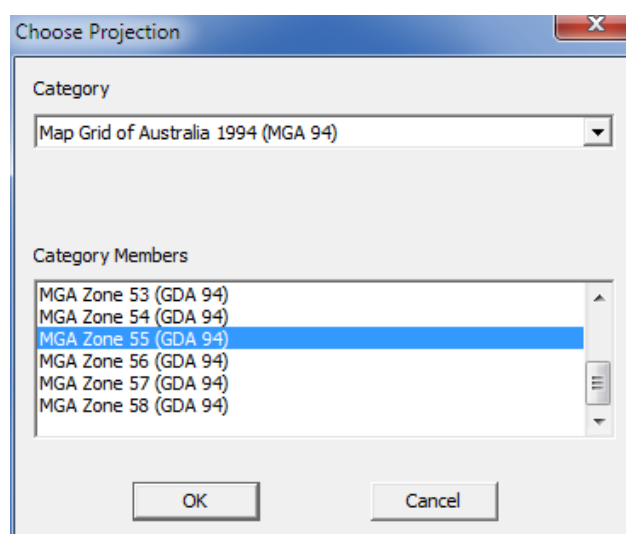 Choose Projection
Category
Map Grid of Australia 1994 (MGA 94)
Category Members
MGA Zone 53 (GDA 94)
MGA Zone 54 (GDA 94)
MGA Zone 55 (GDA 94)
MGA Zone 56 (GDA 94)
MGA Zone 57 (GDA 94)
MGA Zone 58 (GDA 94)
OK Cancel